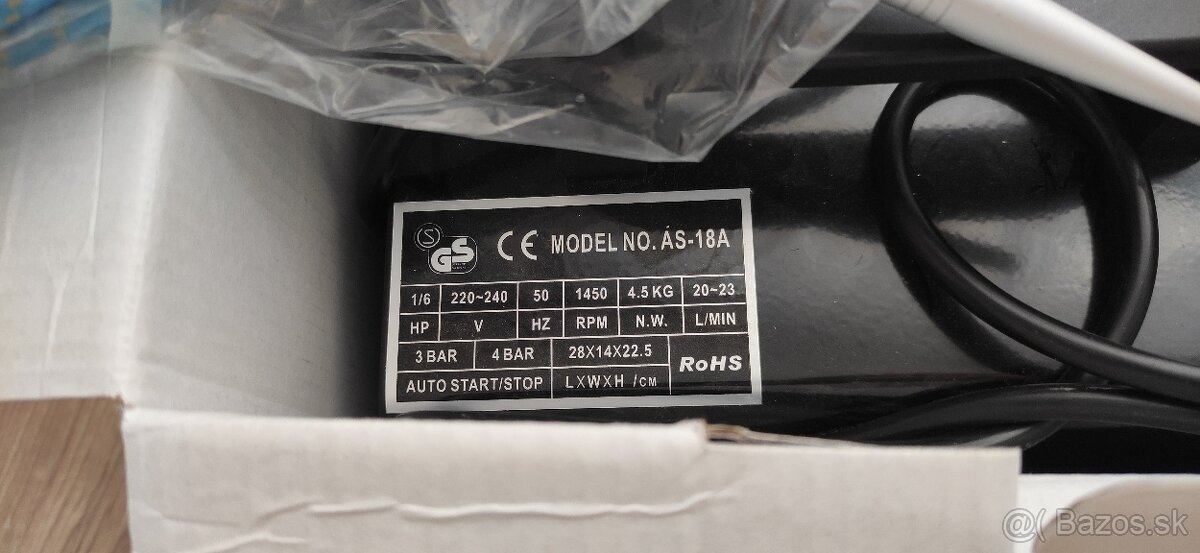 S GS CE MODEL NO. ÁS-18A
1/6 220~240 50 1450 4.5 KG 20~23
HP V HZ RPM N.W. L/MIN
3 BAR 4 BAR 28X14X22.5
RoHS
AUTO START/STOP LXWXH /CM
@( Bazos.sk